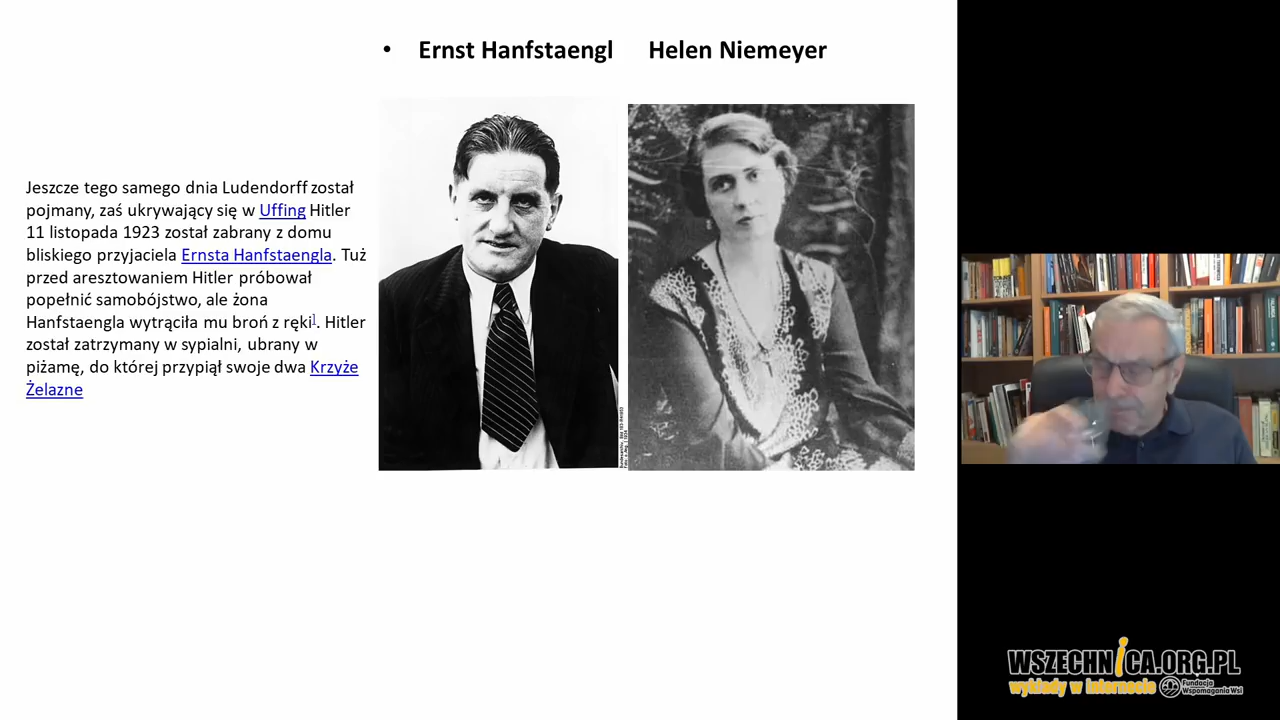 • Ernst Hanfstaengl Helen Niemeyer
Jeszcze tego samego dnia Ludendorff został
pojmany, zaś ukrywający się w Uffing Hitler
11 listopada 1923 został zabrany z domu
bliskiego przyjaciela Ernsta Hanfstaengla. Tuż
przed aresztowaniem Hitler próbował
popełnić samobójstwo, ale żona
Hanfstaengla wytrąciła mu broń z ręki]. Hitler
został zatrzymany w sypialni, ubrany w
piżamę, do której przypiął swoje dwa Krzyże
Żelazne
WSZECHNICA.ORG.PL
wykłady w internecie
Fundacja
Wspomagania Wsi